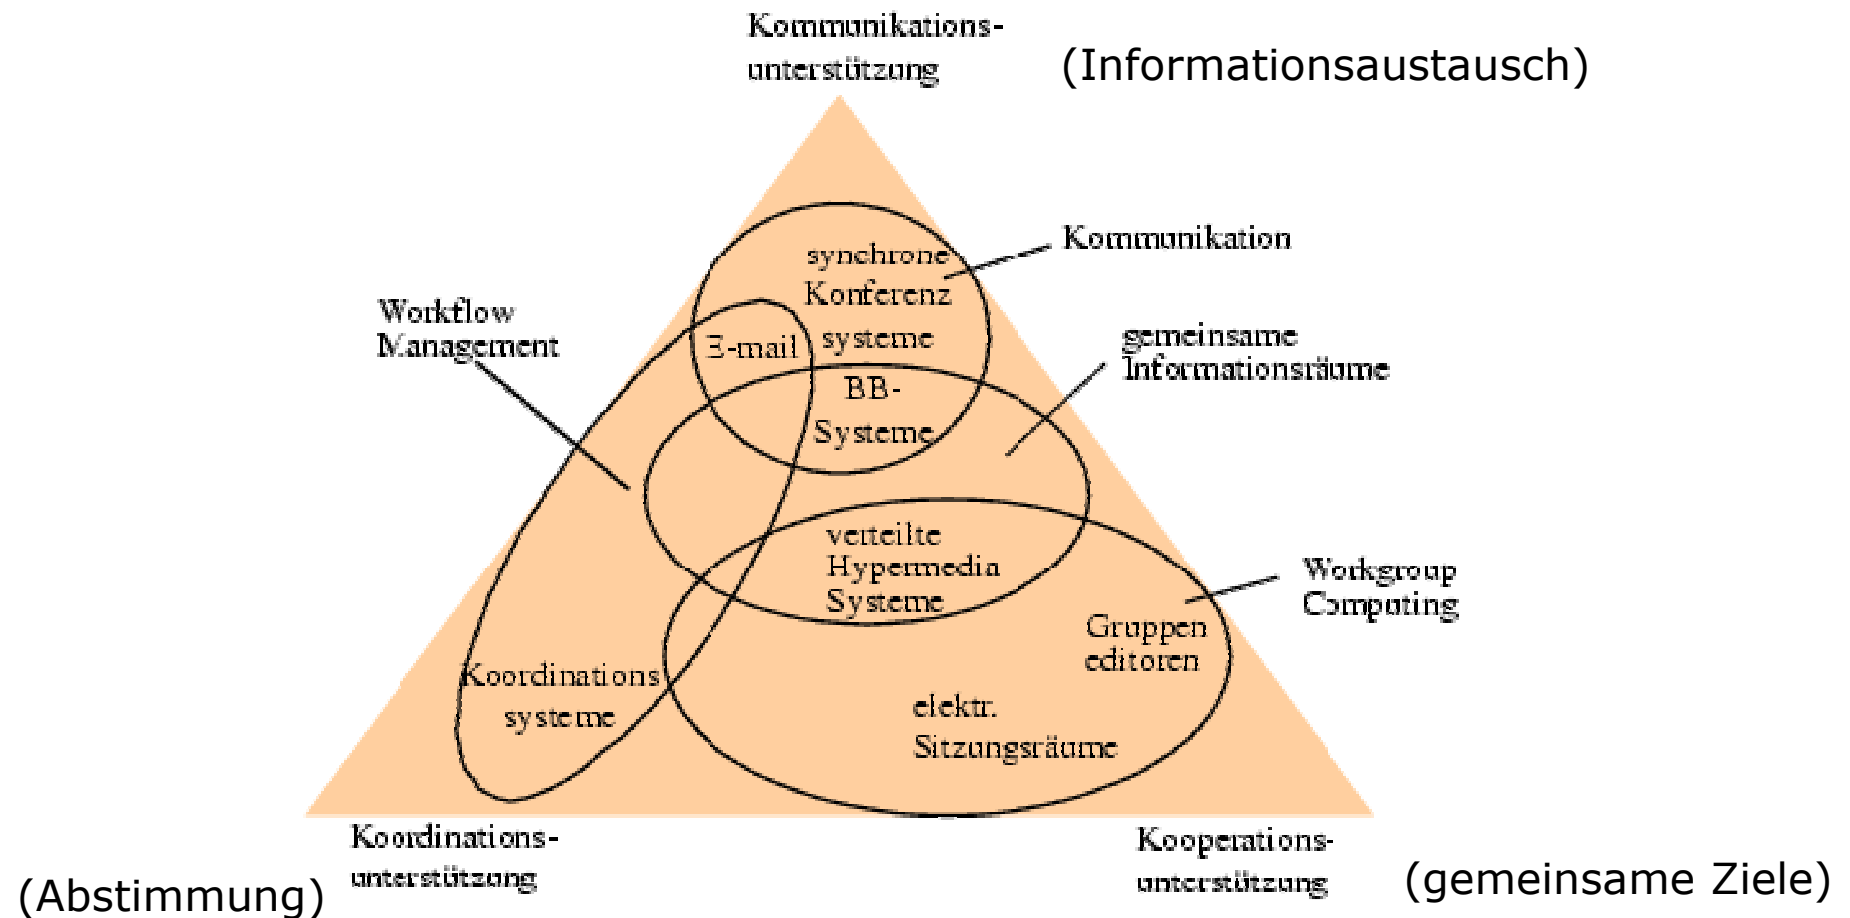 Kommunikations-
unterstützung
(Informationsaustausch)
Kommunikation
synchrone
Konferenz
systeme
Workflow
Management
E-mail
gemeinsame
Informationsräume
BB-
Systeme
verteilte
Hypermedia
Systeme
Workgroup
Computing
Gruppen
editoren
Koordinations
systeme
elektr.
Sitzungsräume
Koordinations-
unterstützung
(Abstimmung)
Kooperations-
unterstützung
(gemeinsame Ziele)